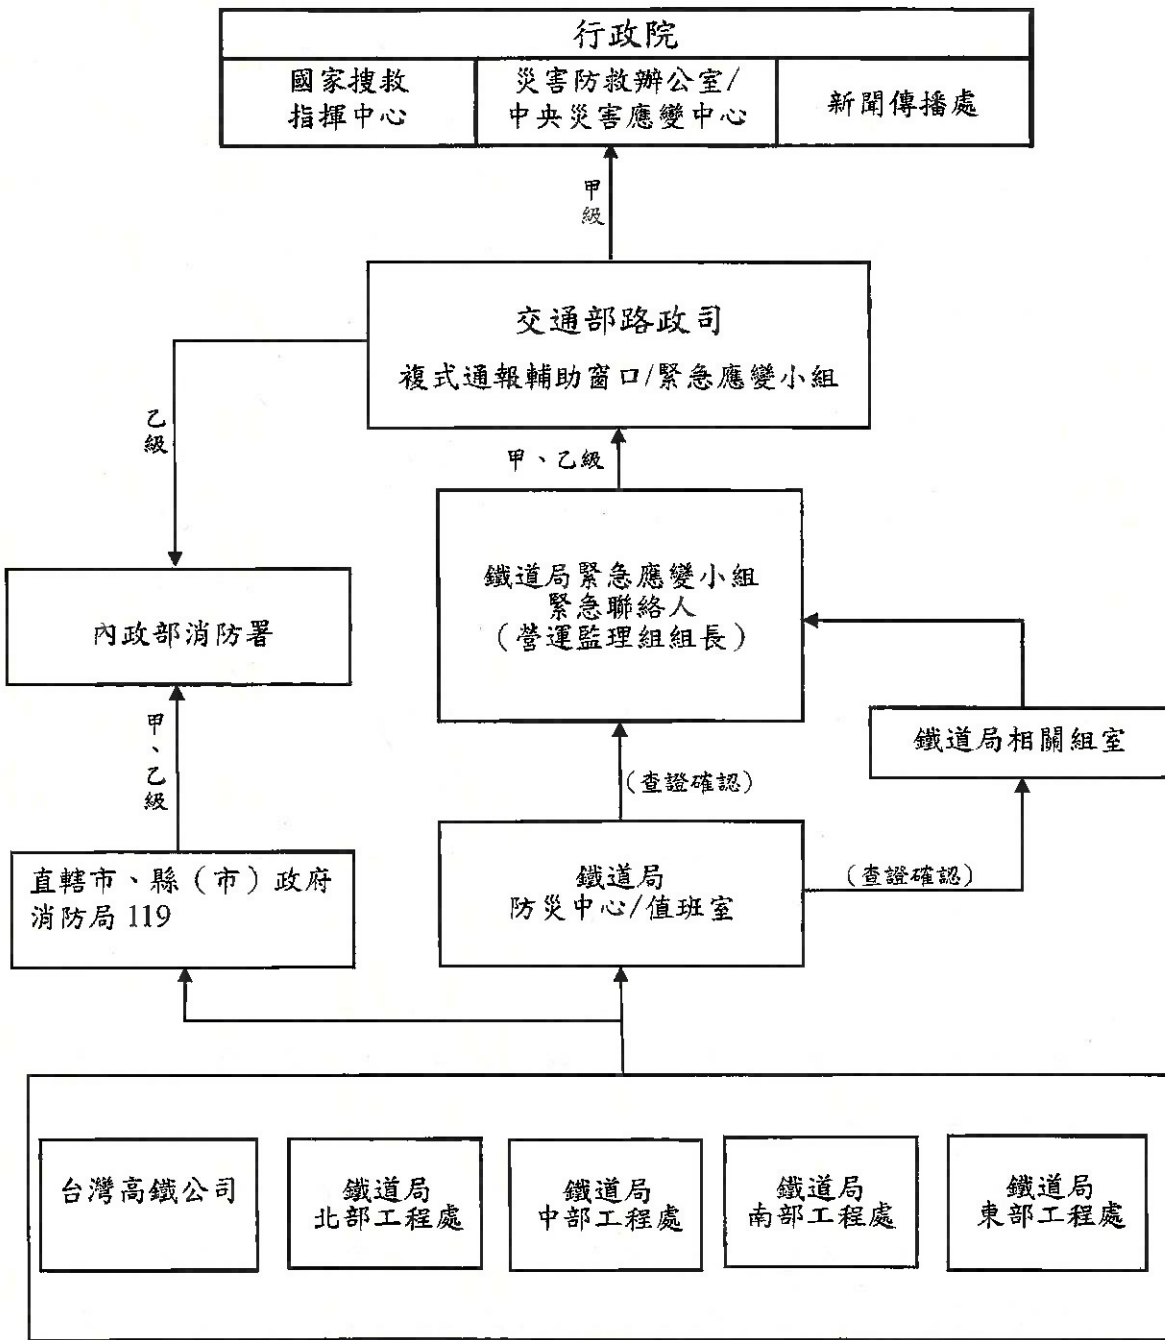 行政院
國家搜救
指揮中心
災害防救辦公室/
中央災害應變中心
新聞傳播處
甲級
交通部路政司
複式通報輔助窗口/緊急應變小組
乙級
甲、乙級
鐵道局緊急應變小組
緊急聯絡人
(營運監理組組長)
內政部消防署
鐵道局相關組室
甲、乙級
(查證確認)
直轄市、縣(市)政府
消防局 119
鐵道局
防災中心/值班室
(查證確認)
台灣高鐵公司
鐵道局
北部工程處
鐵道局
中部工程處
鐵道局
南部工程處
鐵道局
東部工程處